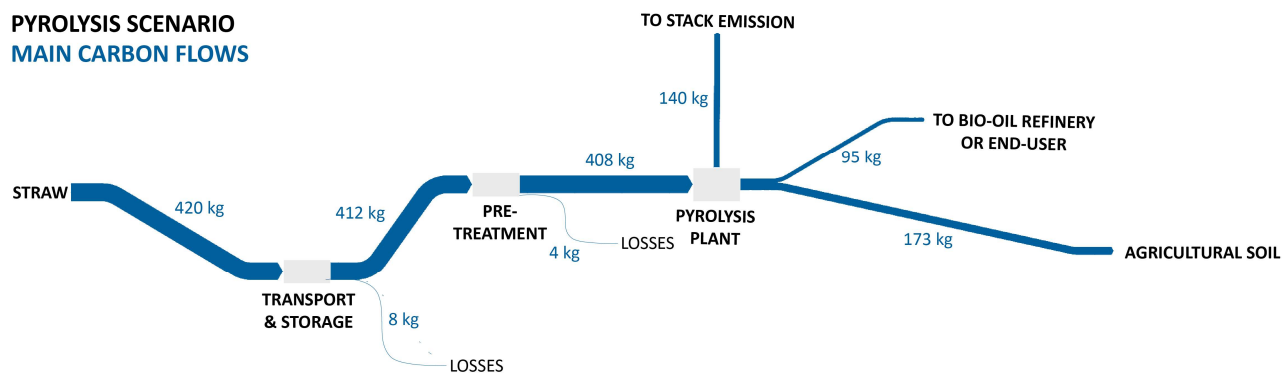 PYROLYSIS SCENARIO
MAIN CARBON FLOWS
TO STACK EMISSION
140 kg
TO BIO-OIL REFINERY
OR END-USER
95 kg
408 kg
STRAW
420 kg
412 kg
PRE-
TREATMENT
4 kg
LOSSES
PYROLYSIS
PLANT
173 kg
AGRICULTURAL SOIL
TRANSPORT
& STORAGE
8 kg
LOSSES